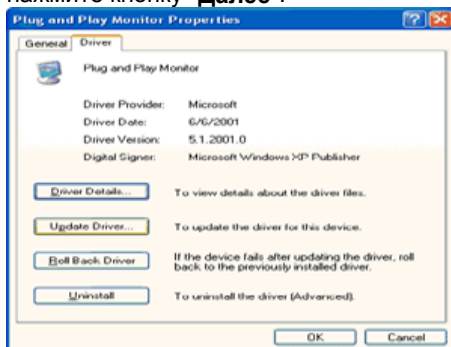 нажмите кнопку "Далее".
Plug and Play Monitor Properties
General Driver
Plug and Play Monitor
Driver Provider: Microsoft
Driver Date: 6/6/2001
Driver Version: 5.1.2001.0
Digital Signer: Microsoft Windows XP Publisher
Driver Details... To view details about the driver files.
Update Driver... To update the driver for this device.
Roll Back Driver If the device fails after updating the driver, roll
back to the previously installed driver.
Uninstall To uninstall the driver (Advanced).
OK Cancel